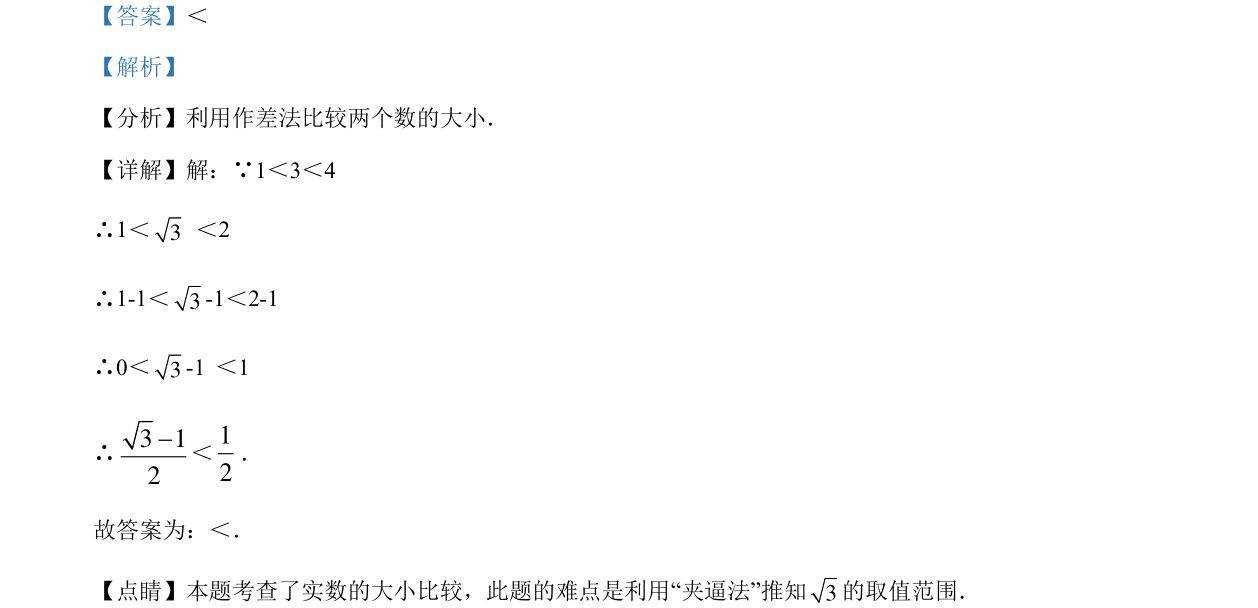 【答案】＜
【解析】
【分析】利用作差法比较两个数的大小．
【详解】解：∵1＜3＜4
∴1＜√3 ＜2
∴1-1＜√3-1＜2-1
∴0＜√3-1 ＜1
∴(√3−1)/2＜1/2．
故答案为：＜．
【点睛】本题考查了实数的大小比较，此题的难点是利用“夹逼法”推知√3的取值范围．